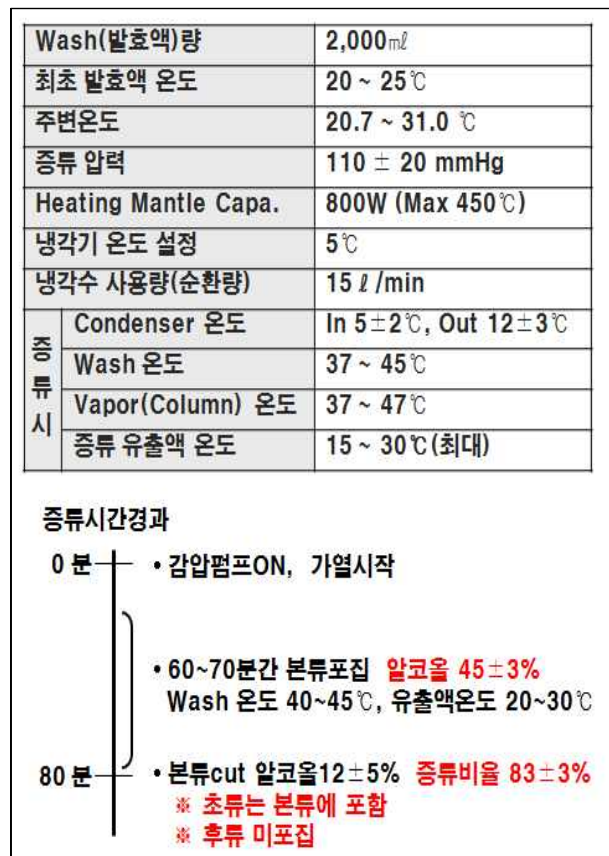 Wash(발효액)량 2,000㎖
최초 발효액 온도 20 ~ 25℃
주변온도 20.7 ~ 31.0 ℃
증류 압력 110 ± 20 mmHg
Heating Mantle Capa. 800W (Max 450℃)
냉각기 온도 설정 5℃
냉각수 사용량(순환량) 15ℓ/min
증류시
Condenser 온도 In 5±2℃, Out 12±3℃
Wash 온도 37 ~ 45℃
Vapor(Column) 온도 37 ~ 47℃
증류 유출액 온도 15 ~ 30℃(최대)
증류시간경과
0 분 • 감압펌프ON, 가열시작
• 60~70분간 본류포집 알코올 45±3%
Wash 온도 40~45℃, 유출액온도 20~30℃
80 분 • 본류cut 알코올12±5% 증류비율 83±3%
※ 초류는 본류에 포함
※ 후류 미포집